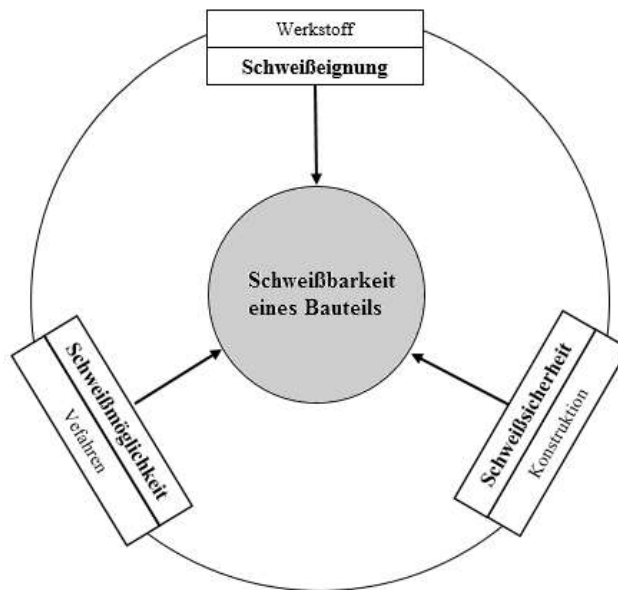 Werkstoff
Schweißeignung
Schweißbarkeit
eines Bauteils
Schweißmöglichkeit
Vefahren
Schweißsicherheit
Konstruktion